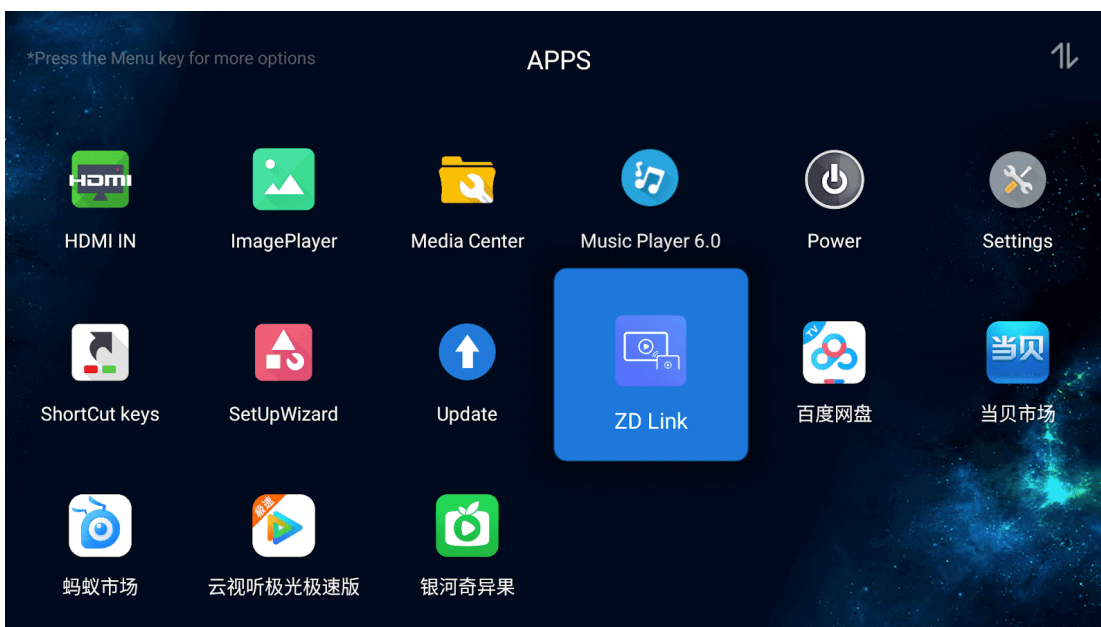 *Press the Menu key for more options
APPS
HDMI
HDMI IN
ImagePlayer
Media Center
Music Player 6.0
Power
Settings
ShortCut keys
SetUpWizard
Update
ZD Link
TV
百度网盘
当贝
当贝市场
蚂蚁市场
极速
云视听极光极速版
银河奇异果